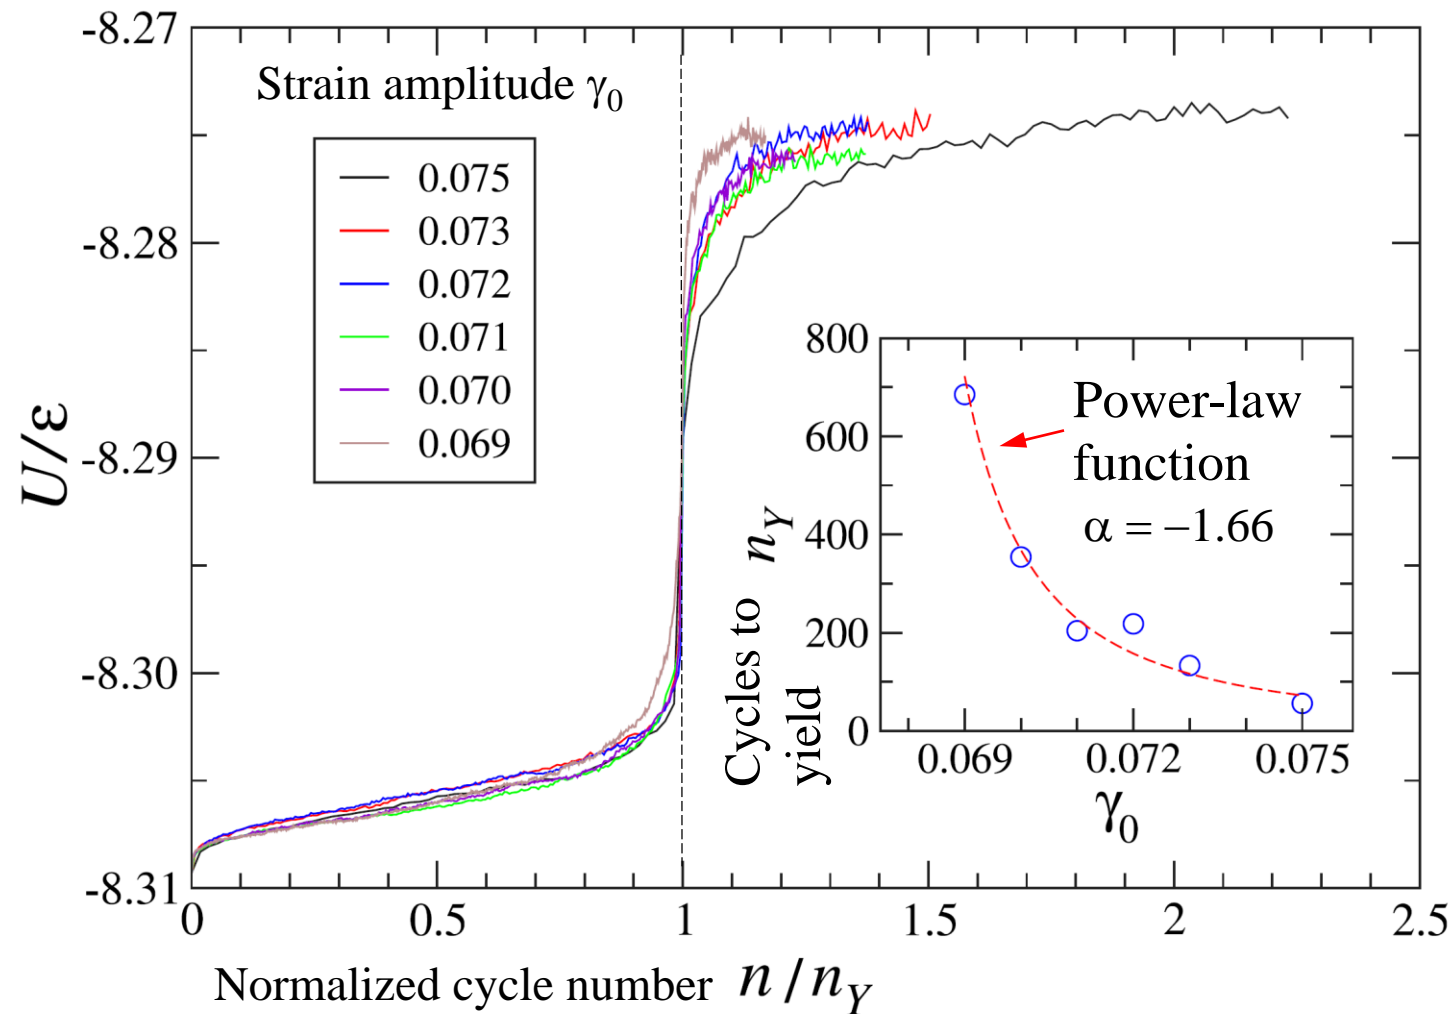 -8.27
Strain amplitude γ0
0.075
0.073
0.072
0.071
0.070
0.069
-8.28
-8.29
-8.30
-8.31
U/ε
0
0.5
1
1.5
2
2.5
Normalized cycle number n/nY
800
600
400
200
0
Power-law
function
α = −1.66
Cycles to nY
yield
0.069
0.072
0.075
γ0